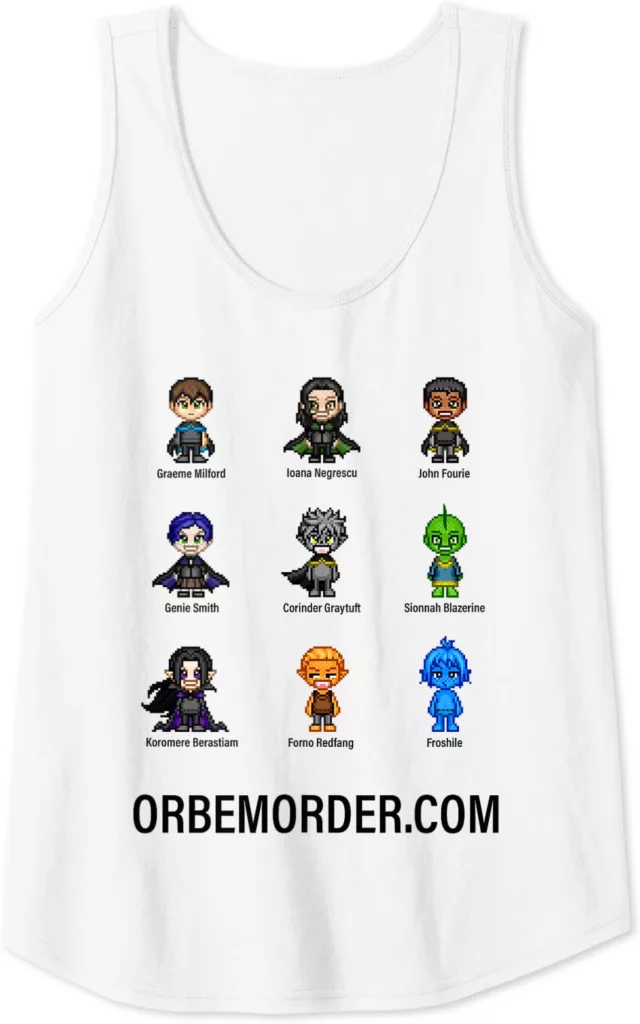 Graeme Milford
Ioana Negrescu
John Fourie
Genie Smith
Corinder Graytuft
Sionnah Blazerine
Koromere Berastiam
Forno Redfang
Froshile
ORBEMORDER.COM